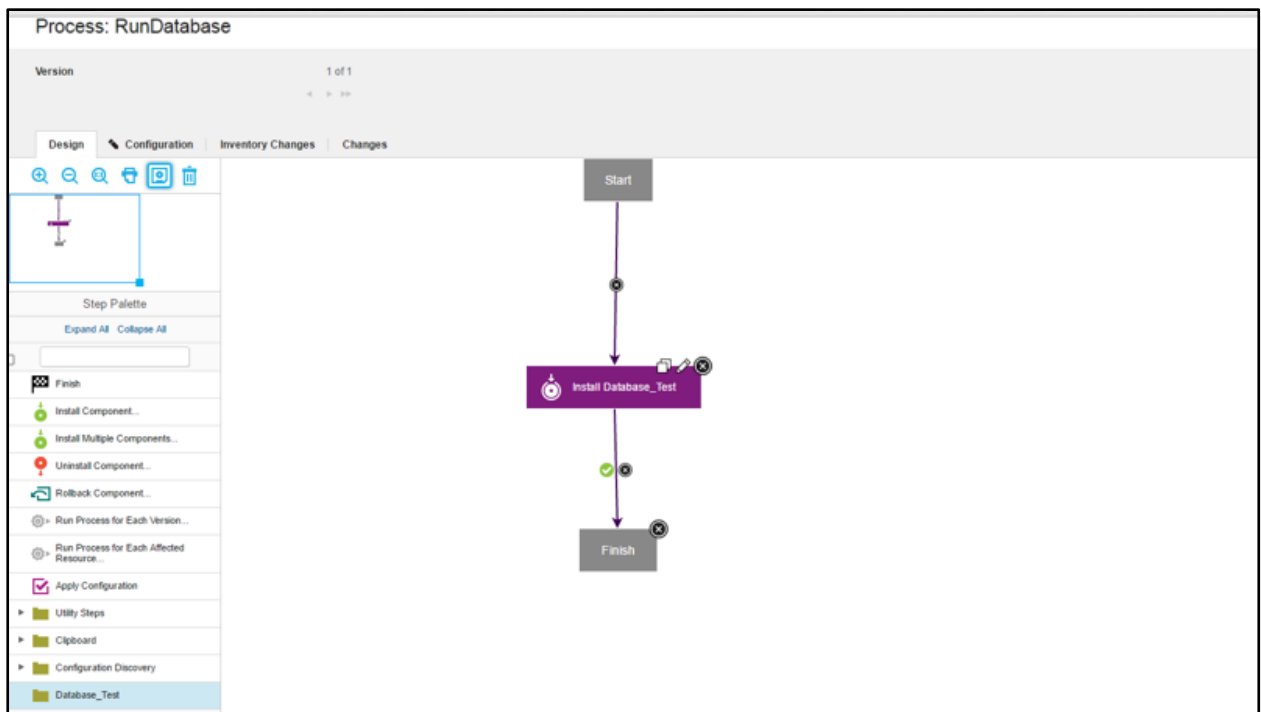 Process: RunDatabase
Version
1 of 1
Design
Configuration
Inventory Changes
Changes
Start
Step Palette
Expand All Collapse All
Install Database_Test
Finish
Install Component...
Install Multiple Components...
Uninstall Component...
Rollback Component...
Run Process for Each Version...
Finish
Run Process for Each Affected
Resource...
Apply Configuration
Utility Steps
Clipboard
Configuration Discovery
Database_Test